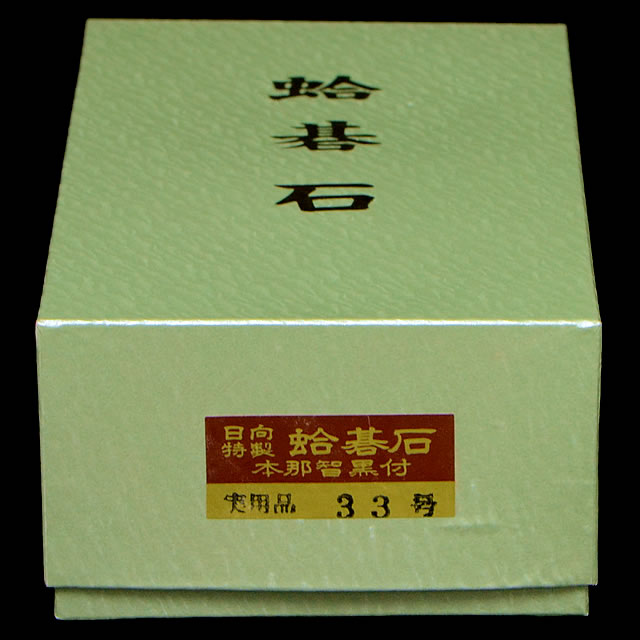 蛤碁石
日向特製 蛤碁石
本那智黒付
実用品 33号